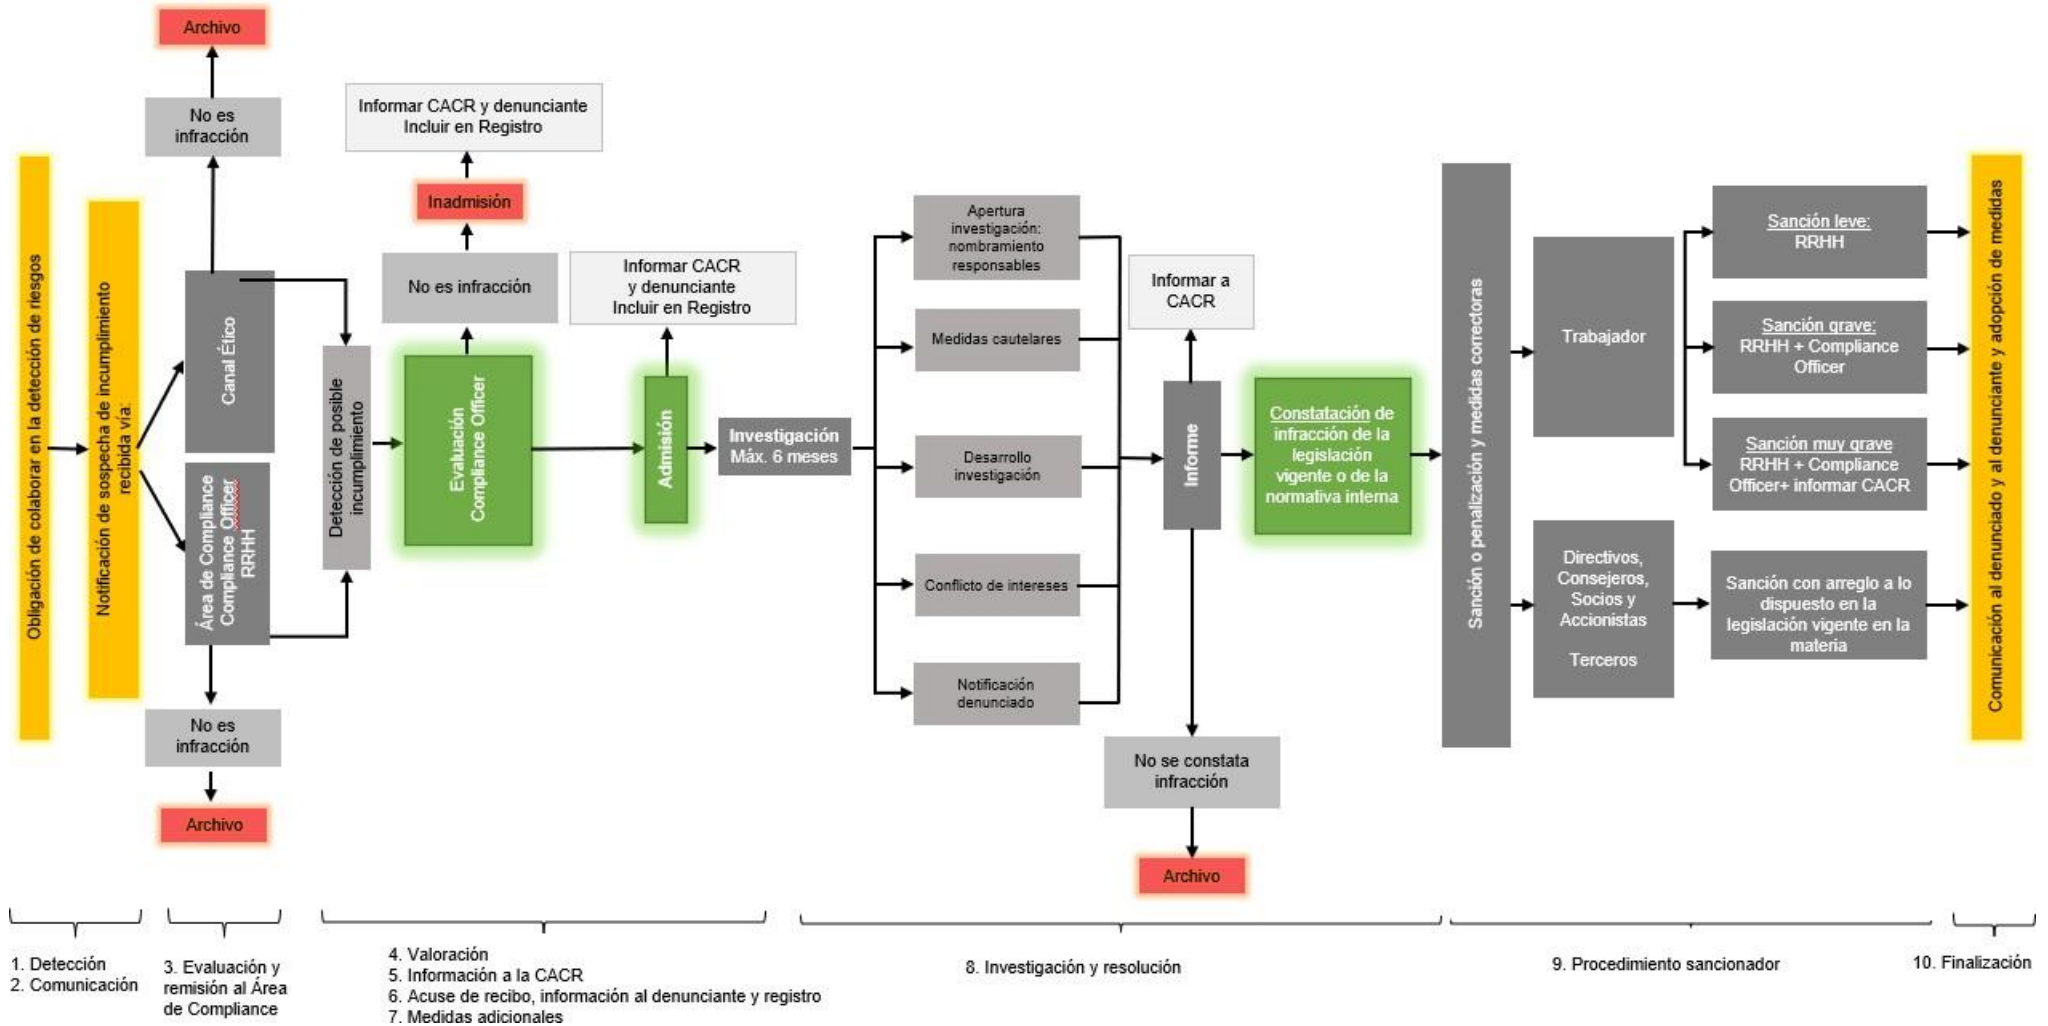 Archivo
No es
infracción
Obligación de colaborar en la detección de riesgos
Notificación de sospecha de incumplimiento
recibida vía:
Canal Ético
Área de Compliance
Compliance Officer
RRHH
No es
infracción
Archivo
Detección de posible
incumplimiento
Informar CACR y denunciante
Incluir en Registro
Inadmisión
No es infracción
Evaluación
Compliance Officer
Informar CACR
y denunciante
Incluir en Registro
Admisión
Investigación
Máx. 6 meses
Apertura
investigación:
nombramiento
responsables
Medidas cautelares
Desarrollo
investigación
Conflicto de intereses
Notificación
denunciado
Informar a
CACR
Informe
No se constata
infracción
Archivo
Constatación de
infracción de la
legislación
vigente o de la
normativa interna
Sanción o penalización y medidas correctoras
Trabajador
Directivos,
Consejeros,
Socios y
Accionistas
Terceros
Sanción leve:
RRHH
Sanción grave:
RRHH + Compliance
Officer
Sanción muy grave
RRHH + Compliance
Officer+ informar CACR
Sanción con arreglo a lo
dispuesto en la
legislación vigente en la
materia
Comunicación al denunciado y al denunciante y adopción de medidas
1. Detección
2. Comunicación
3. Evaluación y
remisión al Área
de Compliance
4. Valoración
5. Información a la CACR
6. Acuse de recibo, información al denunciante y registro
7. Medidas adicionales
8. Investigación y resolución
9. Procedimiento sancionador
10. Finalización